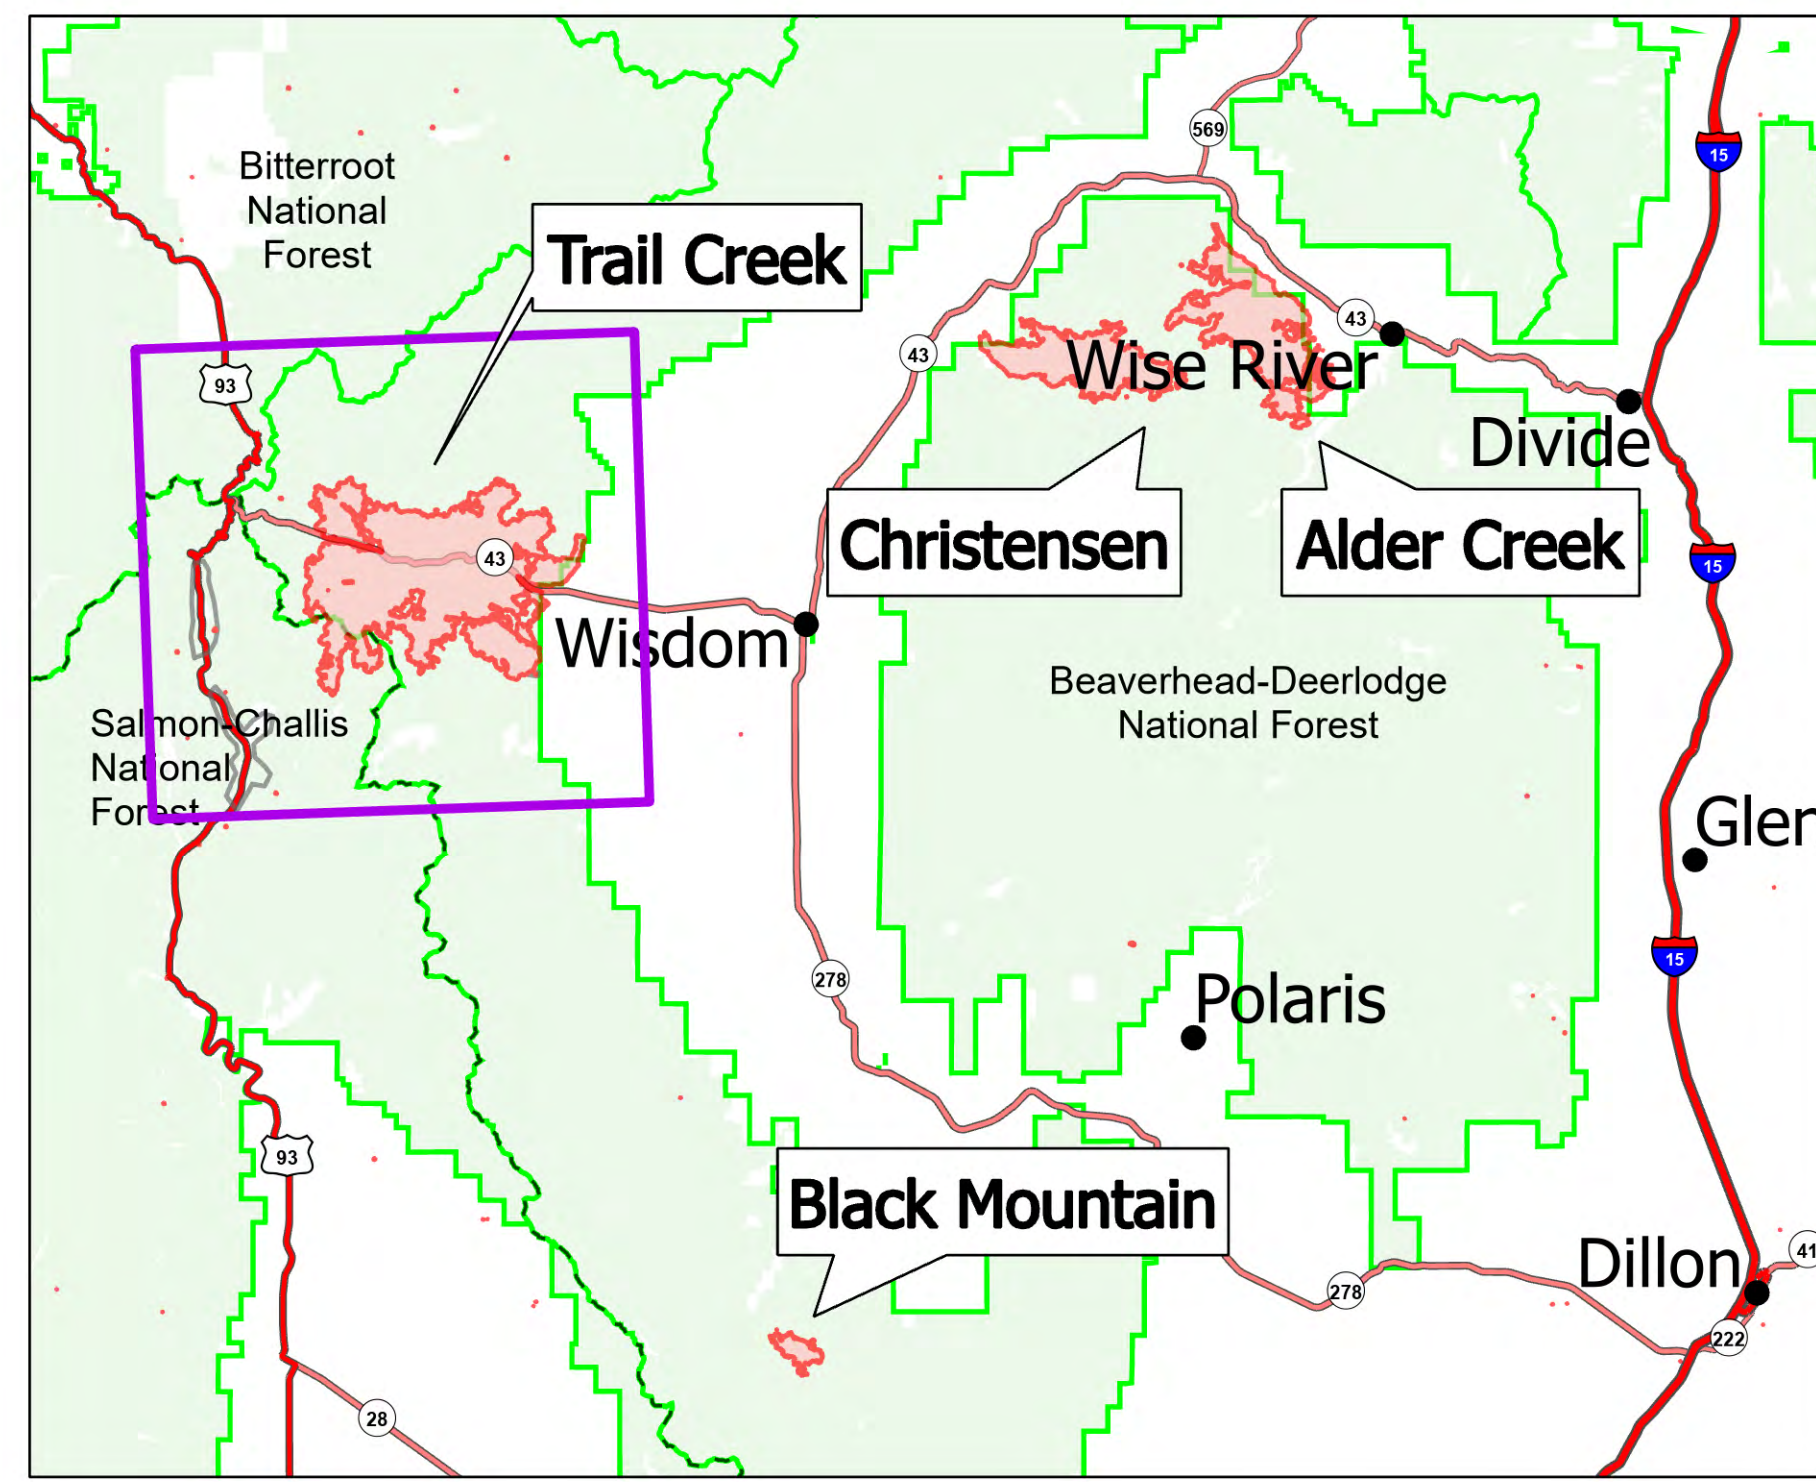 569
15
Bitterroot
National
Forest
Trail Creek
43
43
93
Wise River
Divide
Christensen
Alder Creek
43
15
Wisdom
Beaverhead-Deerlodge
National Forest
Salmon-Challis
National
Forest
Glen
15
278
Polaris
93
Black Mountain
Dillon
41
278
222
28